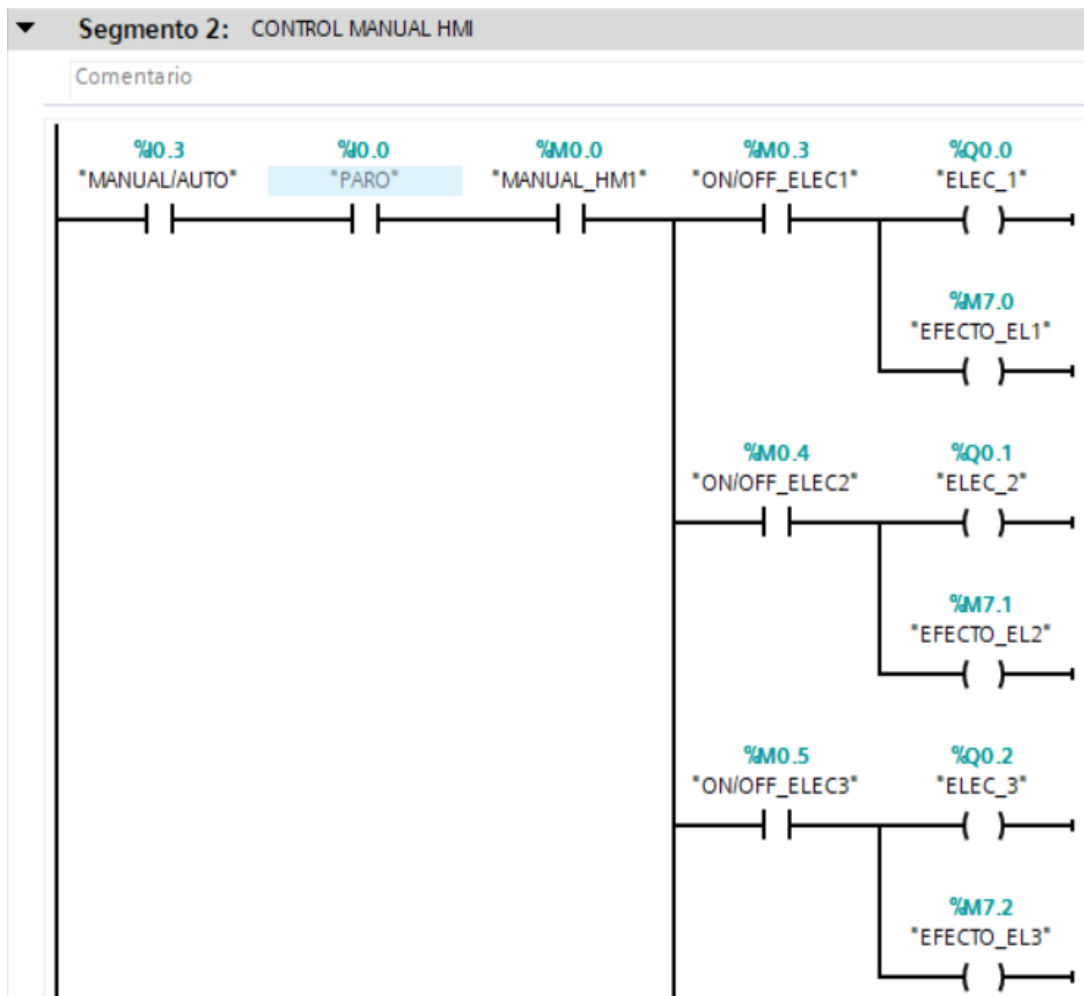 Segmento 2: CONTROL MANUAL HMI
Comentario
%I0.3 %I0.0 %M0.0 %M0.3 %Q0.0
"MANUAL/AUTO" "PARO" "MANUAL_HM1" "ON/OFF_ELEC1" "ELEC_1"
%M7.0
"EFECTO_EL1"
%M0.4 %Q0.1
"ON/OFF_ELEC2" "ELEC_2"
%M7.1
"EFECTO_EL2"
%M0.5 %Q0.2
"ON/OFF_ELEC3" "ELEC_3"
%M7.2
"EFECTO_EL3"